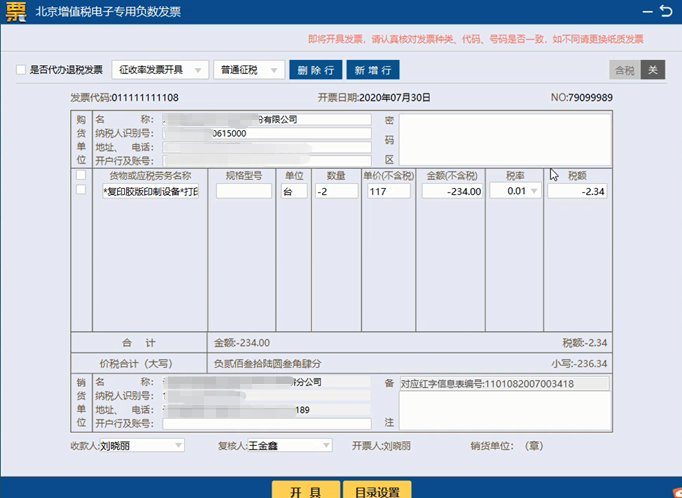 票 北京增值税电子专用负数发票
即将开具发票，请认真核对发票种类、代码、号码是否一致，如不同请更换纸质发票
是否代办退税发票 征收率发票开具 普通征税 删 除 行 新 增 行 含税 关
发票代码:011111111108 开票日期:2020年07月30日 NO:79099989
购货单位 名 称: 份有限公司 密码区
纳税人识别号: 0615000
地址、 电话:
开户行及账号:
货物或应税劳务名称 规格型号 单位 数量 单价(不含税) 金额(不含税) 税率 税额
*复印胶版印制设备*打印 台 -2 117 -234.00 0.01 -2.34
合 计 金额:-234.00 税额:-2.34
价税合计（大写） 负贰佰叁拾陆圆叁角肆分 小写:-236.34
销货单位 名 称: 份分公司 备注 对应红字信息表编号:1101082007003418
纳税人识别号:
地址、 电话: 189
开户行及账号:
收款人:刘晓丽 复核人:王金鑫 开票人:刘晓丽 销货单位：（章）
开 具 目录设置